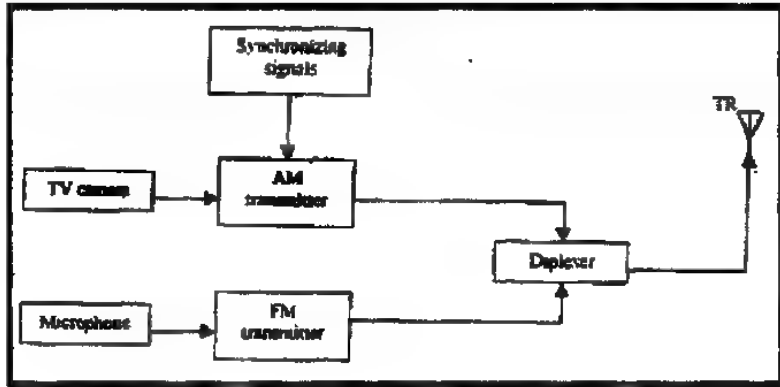 Synchronizing
signals
TR
AM
transmitter
TV camera
Diplexer
FM
transmitter
Microphone